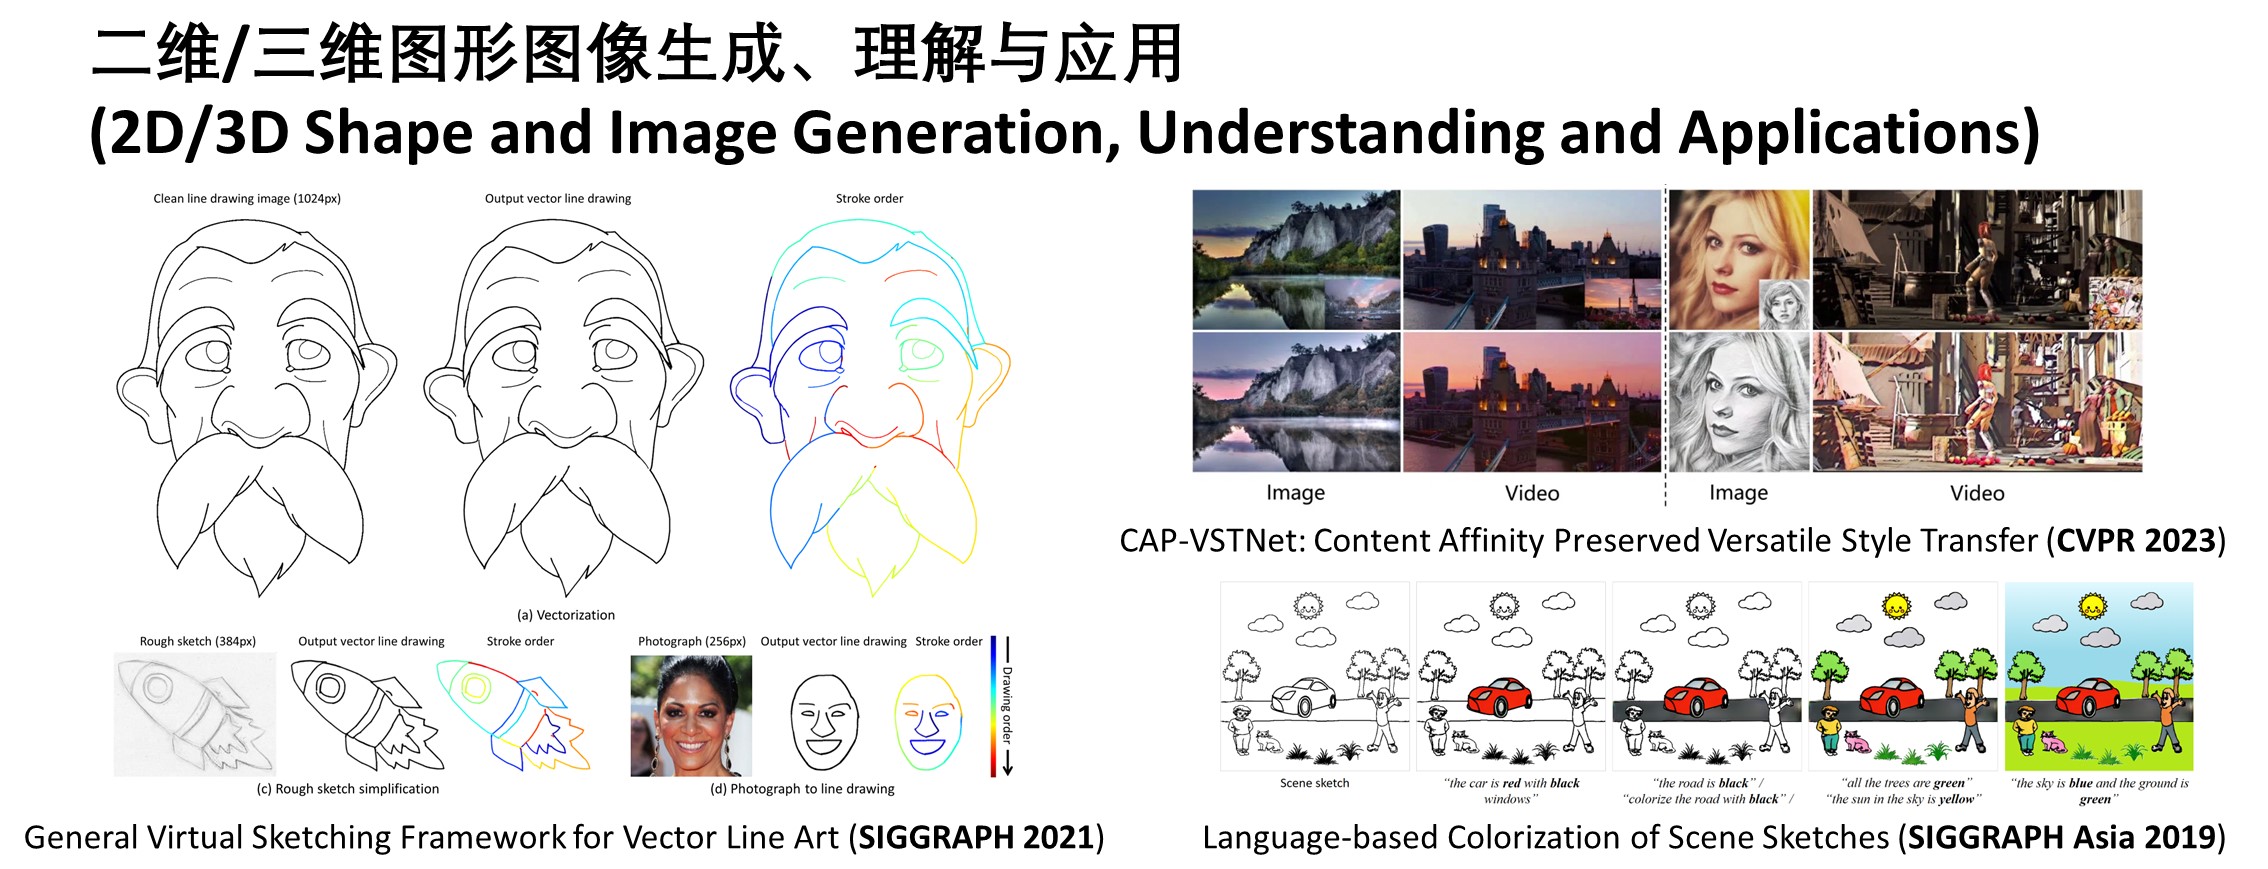 二维/三维图形图像生成、理解与应用
(2D/3D Shape and Image Generation, Understanding and Applications)
Clean line drawing image (1024px)
Output vector line drawing
Stroke order
(a) Vectorization
Rough sketch (384px)
Output vector line drawing
Stroke order
Photograph (256px)
Output vector line drawing
Stroke order
Drawing order
(c) Rough sketch simplification
(d) Photograph to line drawing
General Virtual Sketching Framework for Vector Line Art (SIGGRAPH 2021)
Image
Video
Image
Video
CAP-VSTNet: Content Affinity Preserved Versatile Style Transfer (CVPR 2023)
Scene sketch
“the car is red with black
windows”
“the road is black” /
“colorize the road with black” /
“all the trees are green”
“the sun in the sky is yellow”
“the sky is blue and the ground is
green”
Language-based Colorization of Scene Sketches (SIGGRAPH Asia 2019)